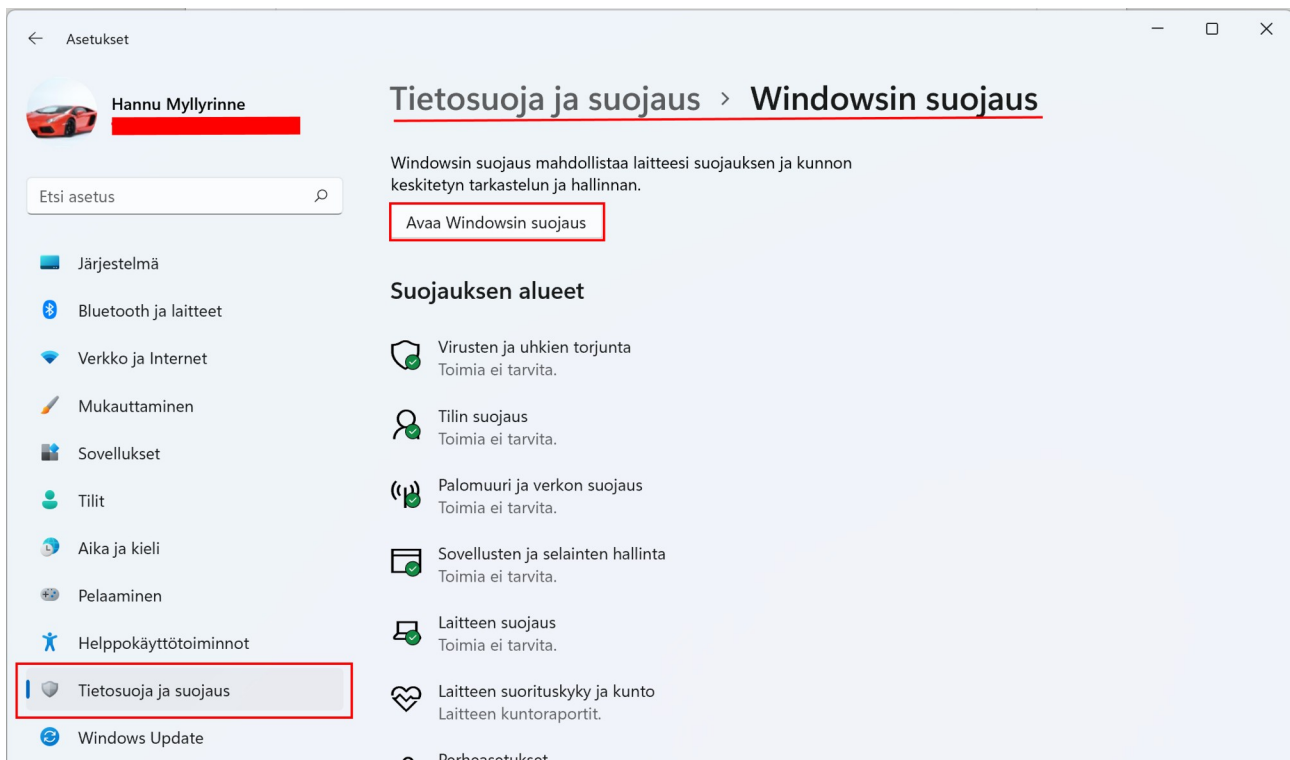 Asetukset
Hannu Myllyrinne
Etsi asetus
Järjestelmä
Bluetooth ja laitteet
Verkko ja Internet
Mukauttaminen
Sovellukset
Tilit
Aika ja kieli
Pelaaminen
Helppokäyttötoiminnot
Tietosuoja ja suojaus
Windows Update
Tietosuoja ja suojaus > Windowsin suojaus
Windowsin suojaus mahdollistaa laitteesi suojauksen ja kunnon
keskitetyn tarkastelun ja hallinnan.
Avaa Windowsin suojaus
Suojauksen alueet
Virusten ja uhkien torjunta
Toimia ei tarvita.
Tilin suojaus
Toimia ei tarvita.
Palomuuri ja verkon suojaus
Toimia ei tarvita.
Sovellusten ja selainten hallinta
Toimia ei tarvita.
Laitteen suojaus
Toimia ei tarvita.
Laitteen suorituskyky ja kunto
Laitteen kuntoraportit.
Perheasetukset